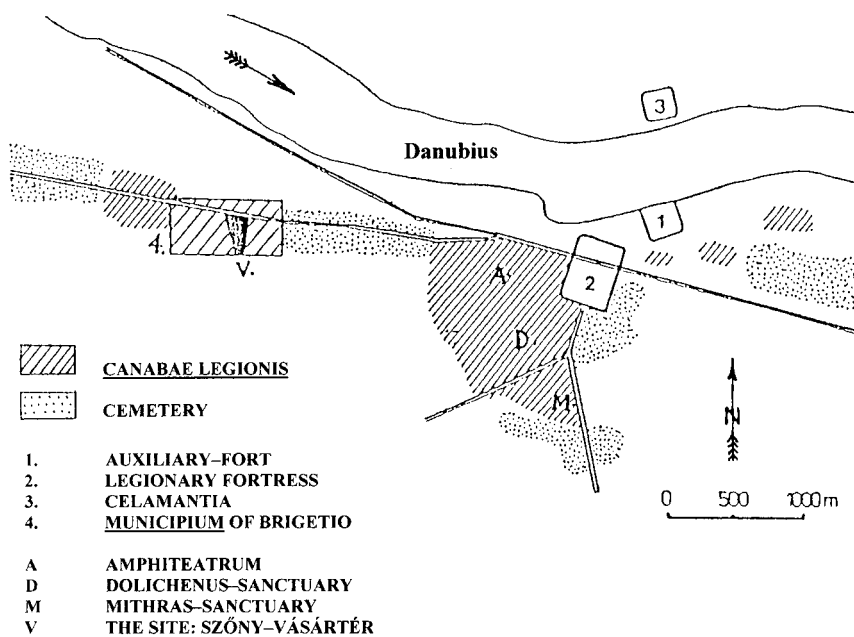 3
Danubius
1
2
4.
V.
A
D
M
CANABAE LEGIONIS
CEMETERY
N
1. AUXILIARY–FORT
2. LEGIONARY FORTRESS
3. CELAMANTIA
4. MUNICIPIUM OF BRIGETIO
0 500 1000m
A AMPHITEATRUM
D DOLICHENUS–SANCTUARY
M MITHRAS–SANCTUARY
V THE SITE: SZŐNY–VÁSÁRTÉR